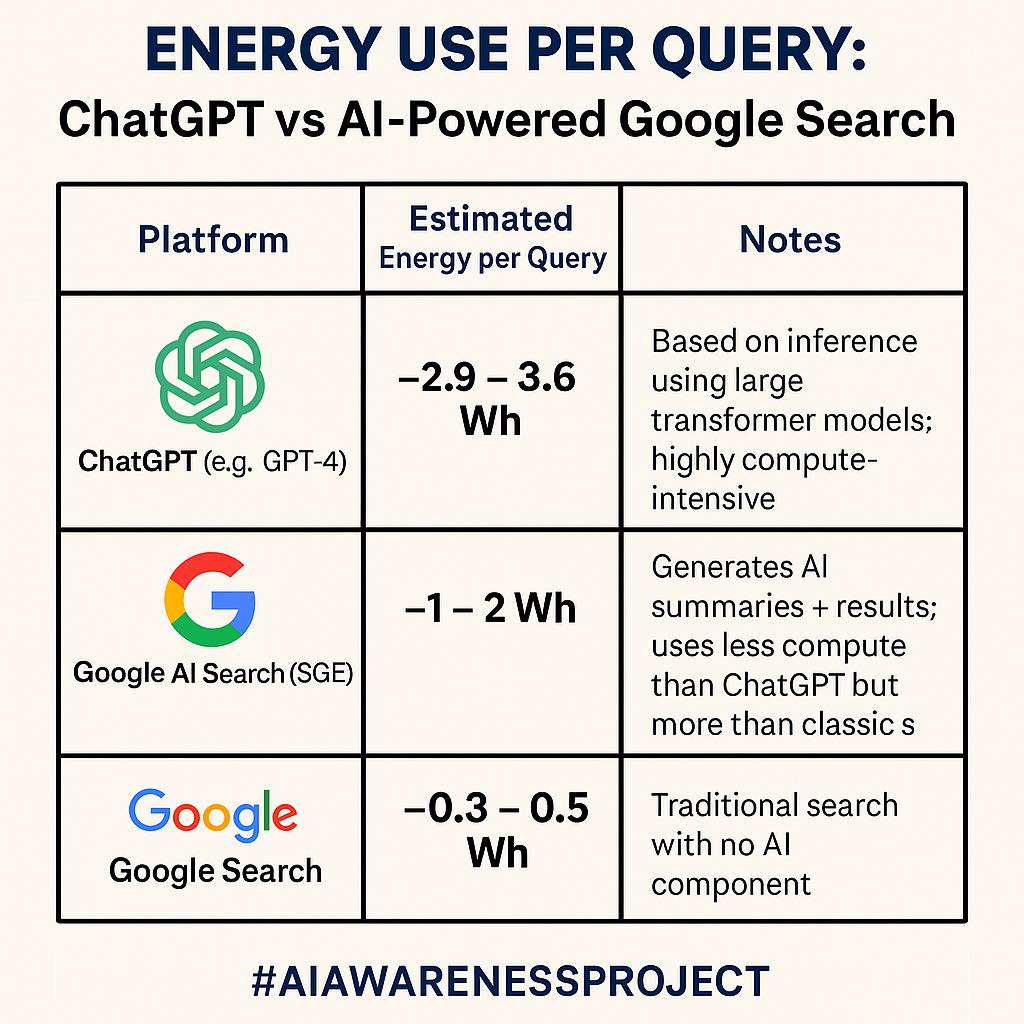 ENERGY USE PER QUERY:
ChatGPT vs AI-Powered Google Search
Platform
Estimated
Energy per Query
Notes
ChatGPT (e.g. GPT-4)
–2.9 – 3.6
Wh
Based on inference
using large
transformer models;
highly compute-
intensive
G
Google AI Search (SGE)
–1 – 2 Wh
Generates AI
summaries + results;
uses less compute
than ChatGPT but
more than classic s
Google
Google Search
–0.3 – 0.5
Wh
Traditional search
with no AI
component
#AIAWARENESSPROJECT